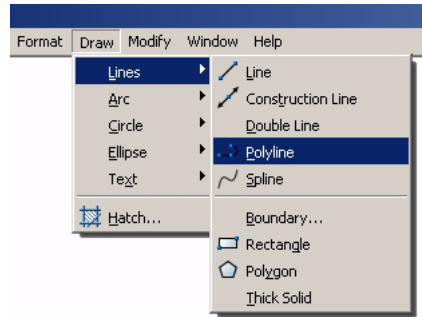 Format Draw Modify Window Help
Lines
Arc
Circle
Ellipse
Text
Hatch...
Line
Construction Line
Double Line
Polyline
Spline
Boundary...
Rectangle
Polygon
Thick Solid